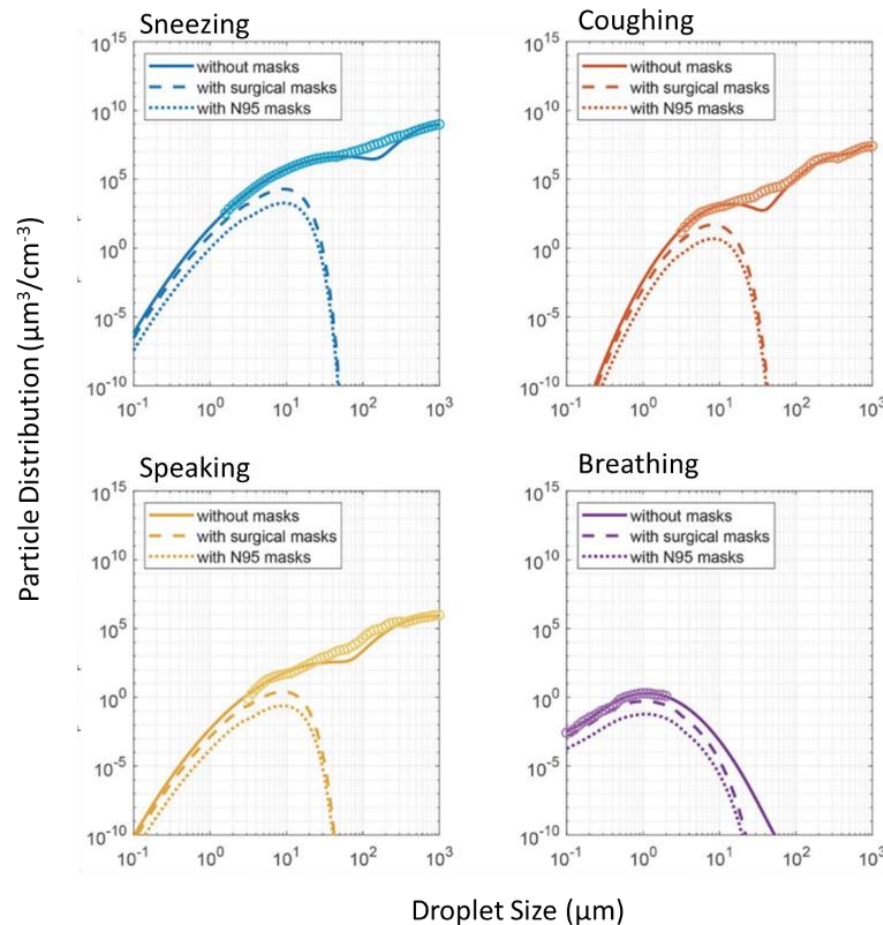 Sneezing
10^15
10^10
10^5
10^0
10^-5
10^-10
10^-1 10^0 10^1 10^2 10^3
without masks
with surgical masks
with N95 masks
Coughing
10^15
10^10
10^5
10^0
10^-5
10^-10
10^-1 10^0 10^1 10^2 10^3
without masks
with surgical masks
with N95 masks
Speaking
10^15
10^10
10^5
10^0
10^-5
10^-10
10^-1 10^0 10^1 10^2 10^3
without masks
with surgical masks
with N95 masks
Breathing
10^15
10^10
10^5
10^0
10^-5
10^-10
10^-1 10^0 10^1 10^2 10^3
without masks
with surgical masks
with N95 masks
Particle Distribution (μm³/cm⁻³)
Droplet Size (μm)